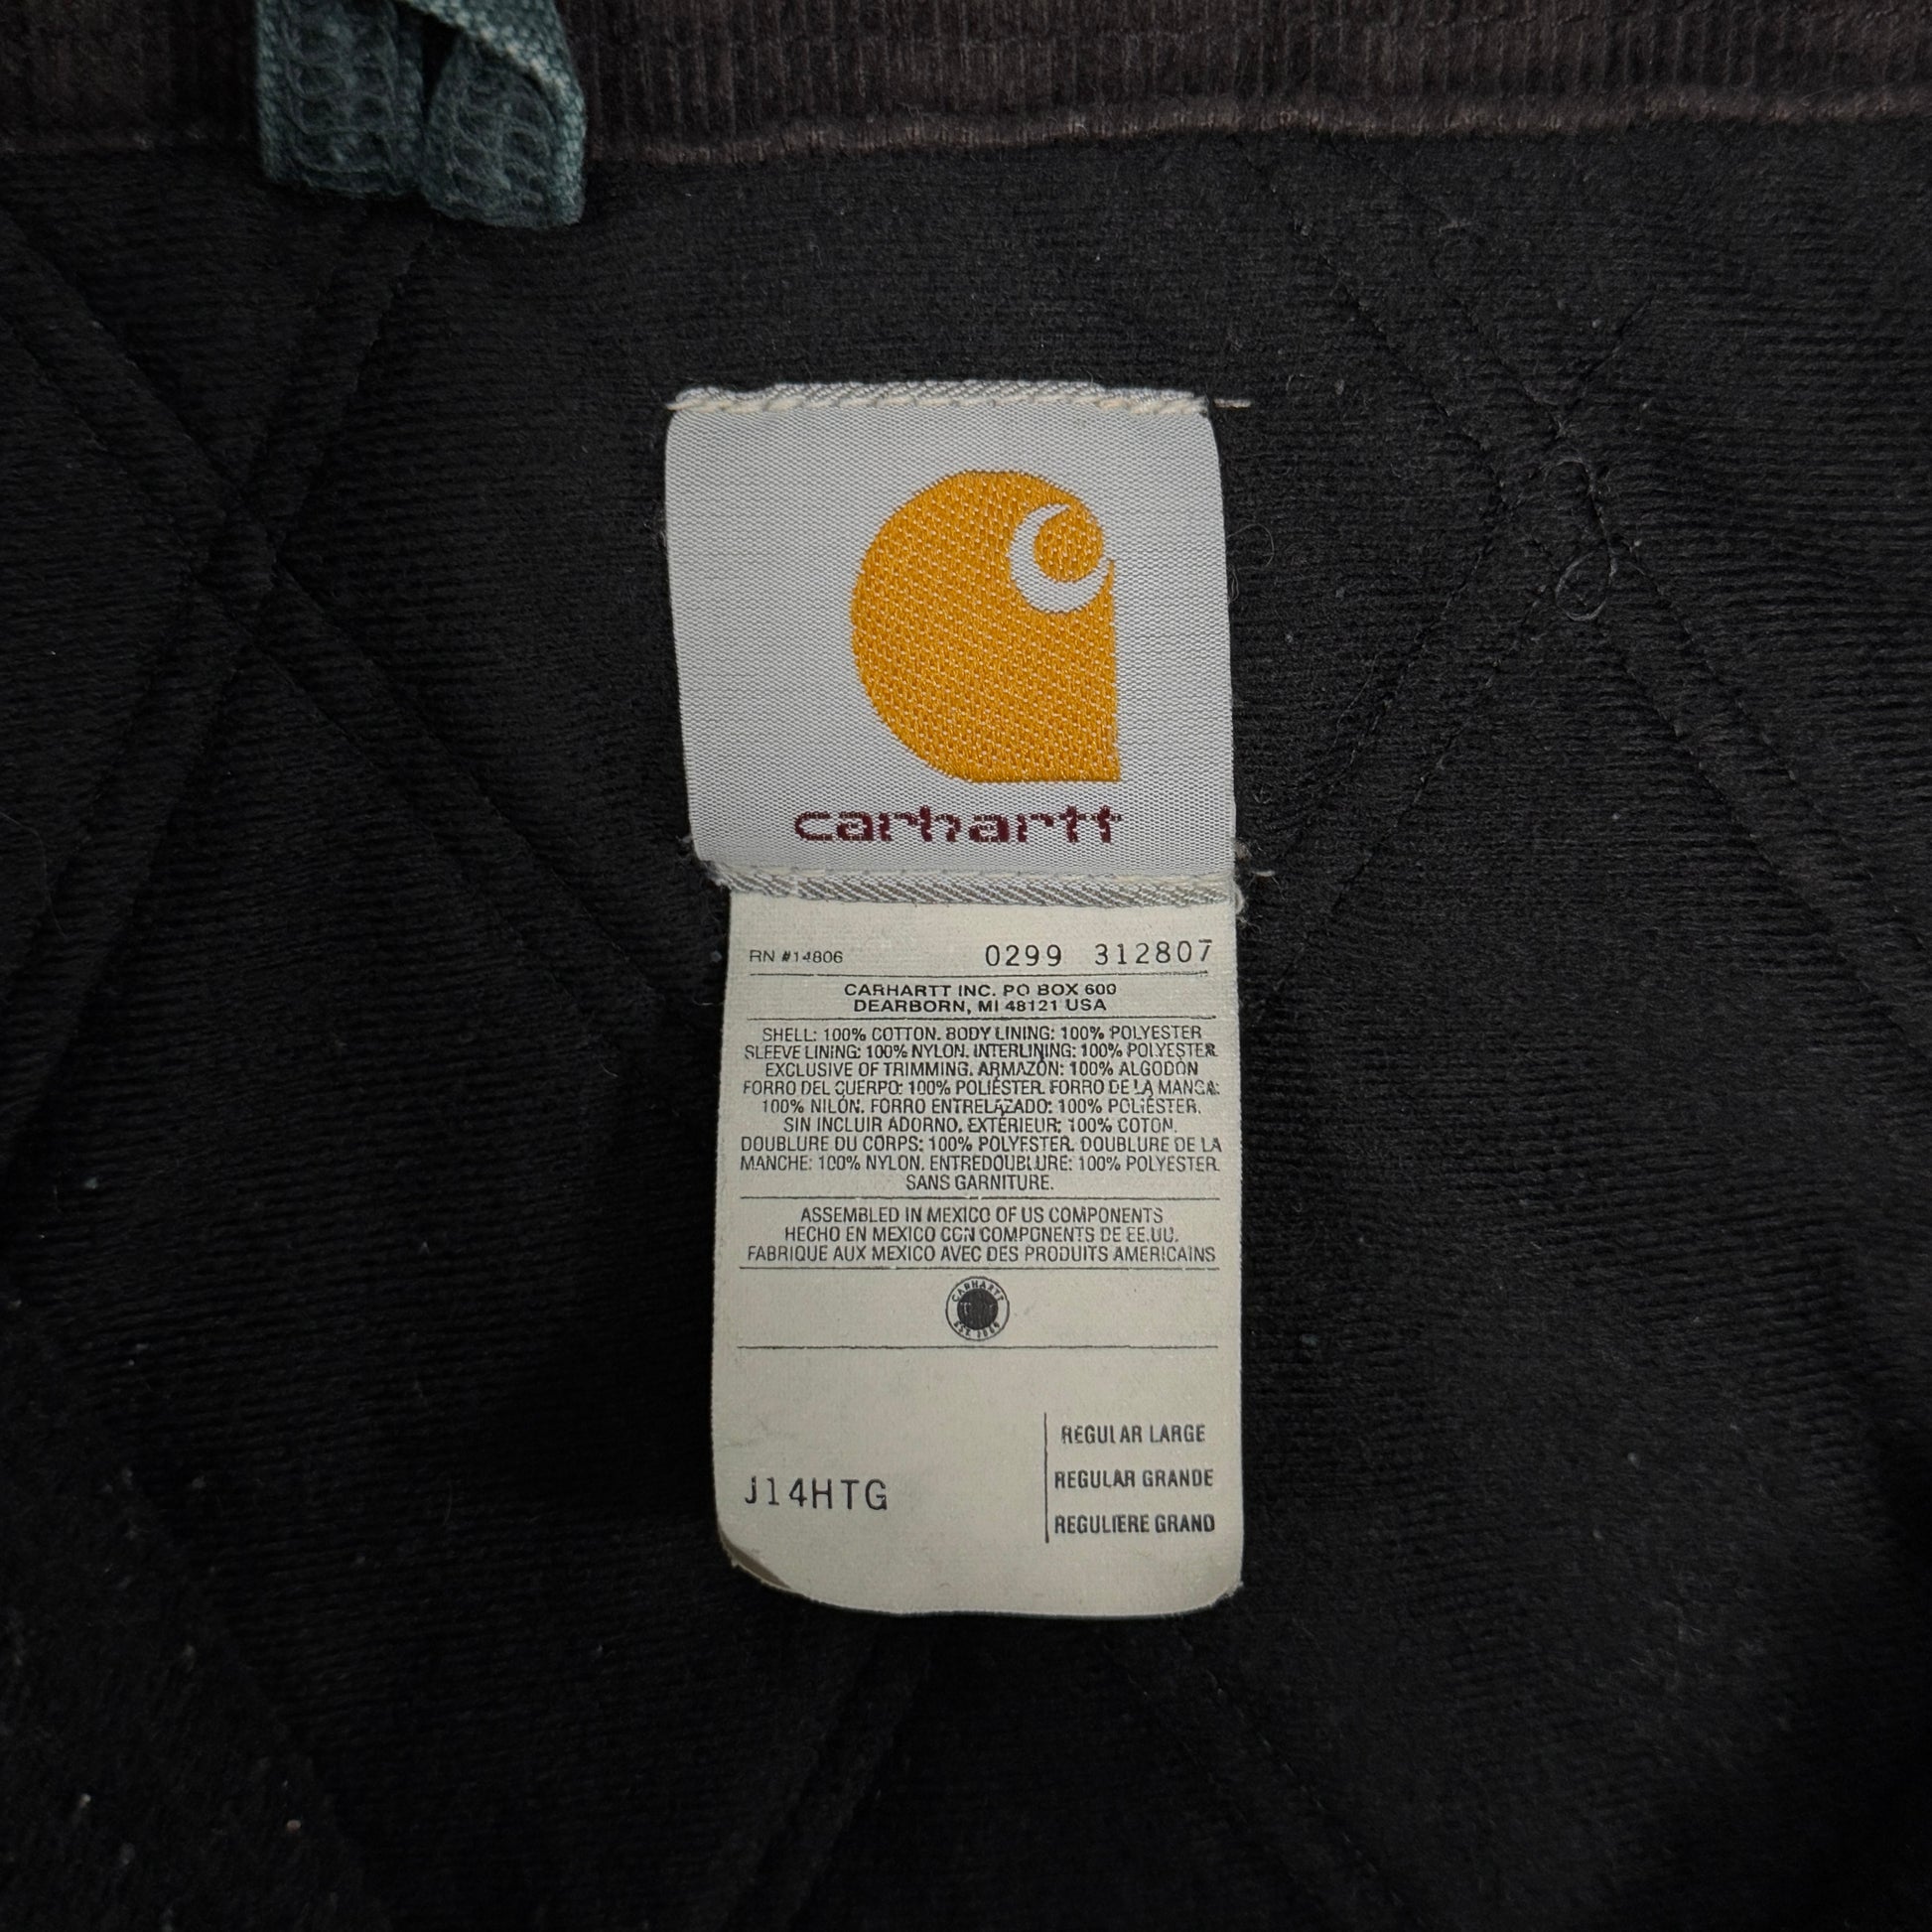 carhartt
RN #14806 0299 312807
CARHARTT INC. PO BOX 600
DEARBORN, MI 48121 USA
SHELL: 100% COTTON. BODY LINING: 100% POLYESTER
SLEEVE LINING: 100% NYLON. INTERLINING: 100% POLYESTER
EXCLUSIVE OF TRIMMING. ARMAZÓN: 100% ALGODÓN
FORRO DEL CUERPO: 100% POLIÉSTER. FORRO DE LA MANGA:
100% NILÓN. FORRO ENTRELAZADO: 100% POLIÉSTER.
SIN INCLUIR ADORNO. EXTÉRIEUR: 100% COTON.
DOUBLURE DU CORPS: 100% POLYESTER. DOUBLURE DE LA
MANCHE: 100% NYLON. ENTREDOUBLURE: 100% POLYESTER.
SANS GARNITURE.
ASSEMBLED IN MEXICO OF US COMPONENTS
HECHO EN MEXICO CON COMPONENTS DE EE.UU.
FABRIQUE AUX MEXICO AVEC DES PRODUITS AMERICAINS
CARHARTT
EST. 1889
REGULAR LARGE
REGULAR GRANDE
J14HTG
REGULIERE GRAND